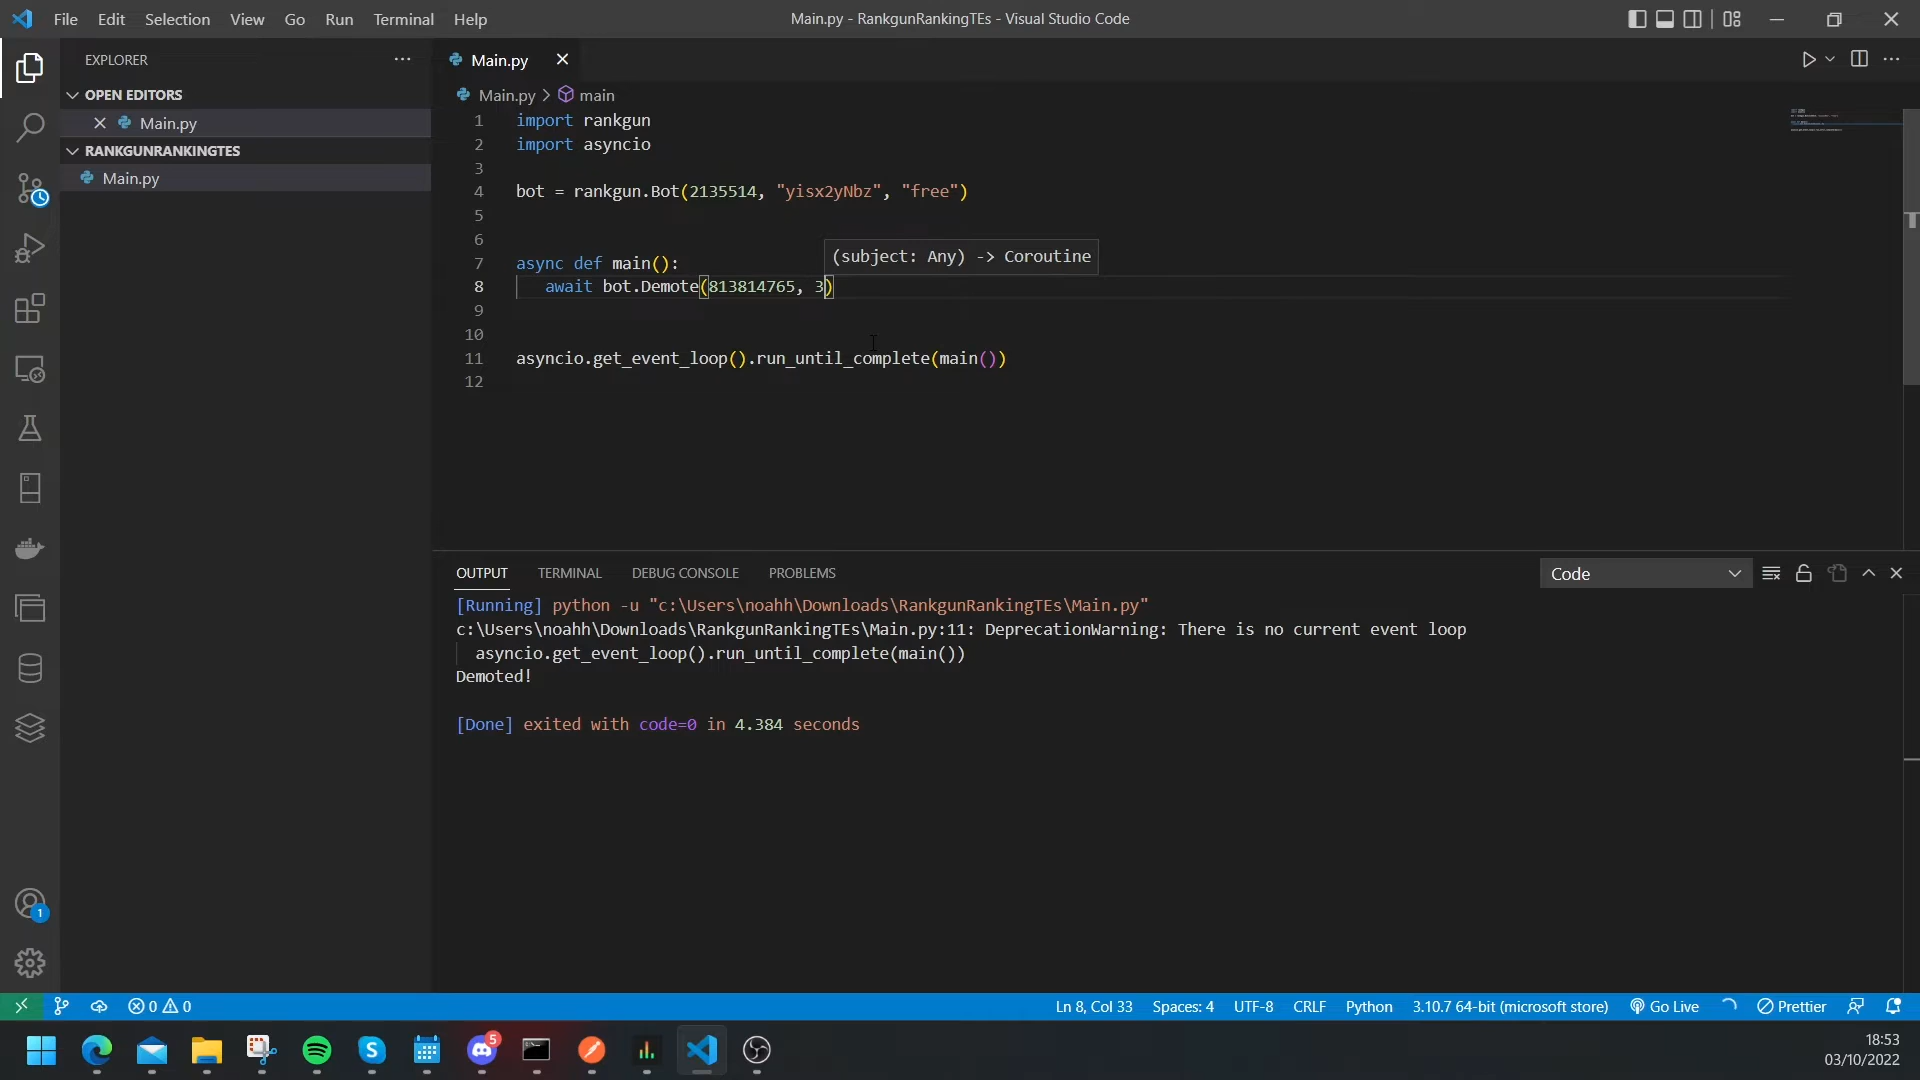 File Edit Selection View Go Run Terminal Help
Main.py - RankgunRankingTEs - Visual Studio Code
EXPLORER
OPEN EDITORS
Main.py
RANKGUNRANKINGTES
Main.py
Main.py
Main.py > main
1 import rankgun
2 import asyncio
3
4 bot = rankgun.Bot(2135514, "yisx2yNbz", "free")
5
6
(subject: Any) -> Coroutine
7 async def main():
8 await bot.Demote(813814765, 3)
9
10
11 asyncio.get_event_loop().run_until_complete(main())
12
OUTPUT TERMINAL DEBUG CONSOLE PROBLEMS
Code
[Running] python -u "c:\Users\noahh\Downloads\RankgunRankingTEs\Main.py"
c:\Users\noahh\Downloads\RankgunRankingTEs\Main.py:11: DeprecationWarning: There is no current event loop
asyncio.get_event_loop().run_until_complete(main())
Demoted!
[Done] exited with code=0 in 4.384 seconds
1
0 0
Ln 8, Col 33 Spaces: 4 UTF-8 CRLF Python 3.10.7 64-bit (microsoft store) Go Live Prettier
5
18:53
03/10/2022